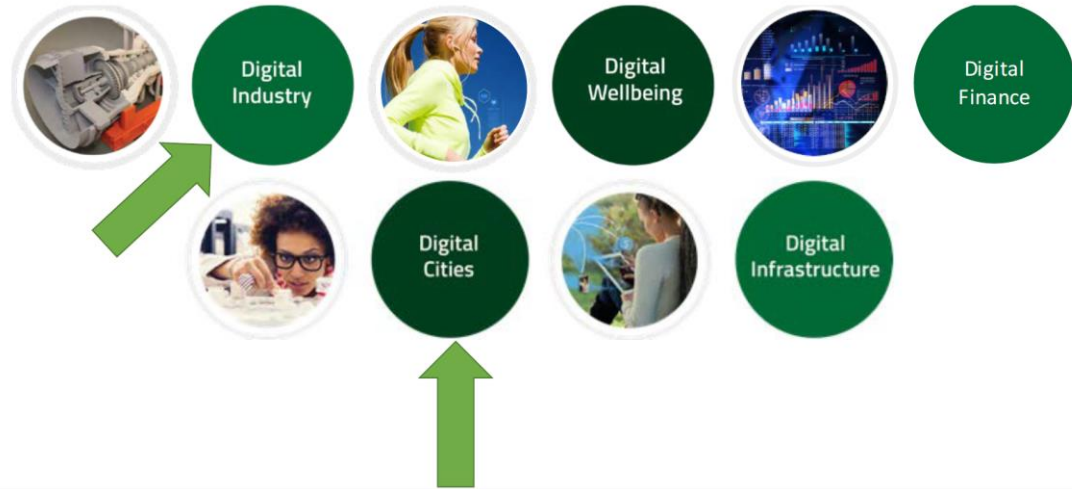 Digital
Industry
Digital
Wellbeing
Digital
Finance
Digital
Cities
Digital
Infrastructure